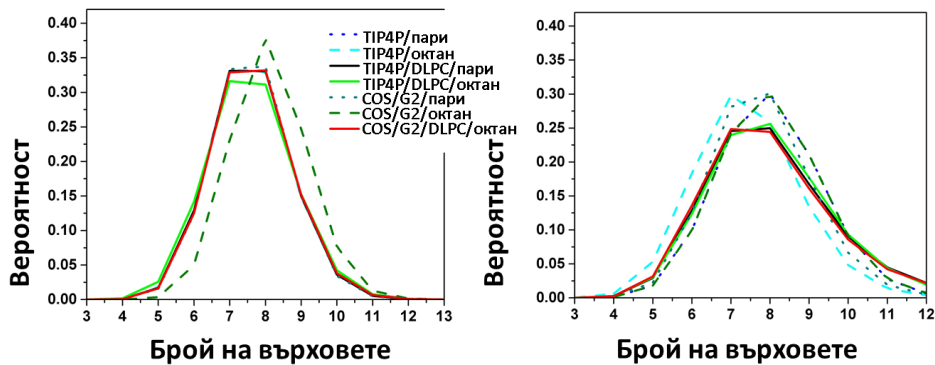 0.40
0.35
0.30
0.25
0.20
0.15
0.10
0.05
0.00
3 4 5 6 7 8 9 10 11 12 13
Вероятност
Брой на върховете
TIP4P/пари
TIP4P/октан
TIP4P/DLPC/пари
TIP4P/DLPC/октан
COS/G2/пари
COS/G2/октан
COS/G2/DLPC/октан
0.40
0.35
0.30
0.25
0.20
0.15
0.10
0.05
0.00
3 4 5 6 7 8 9 10 11 12
Вероятност
Брой на върховете